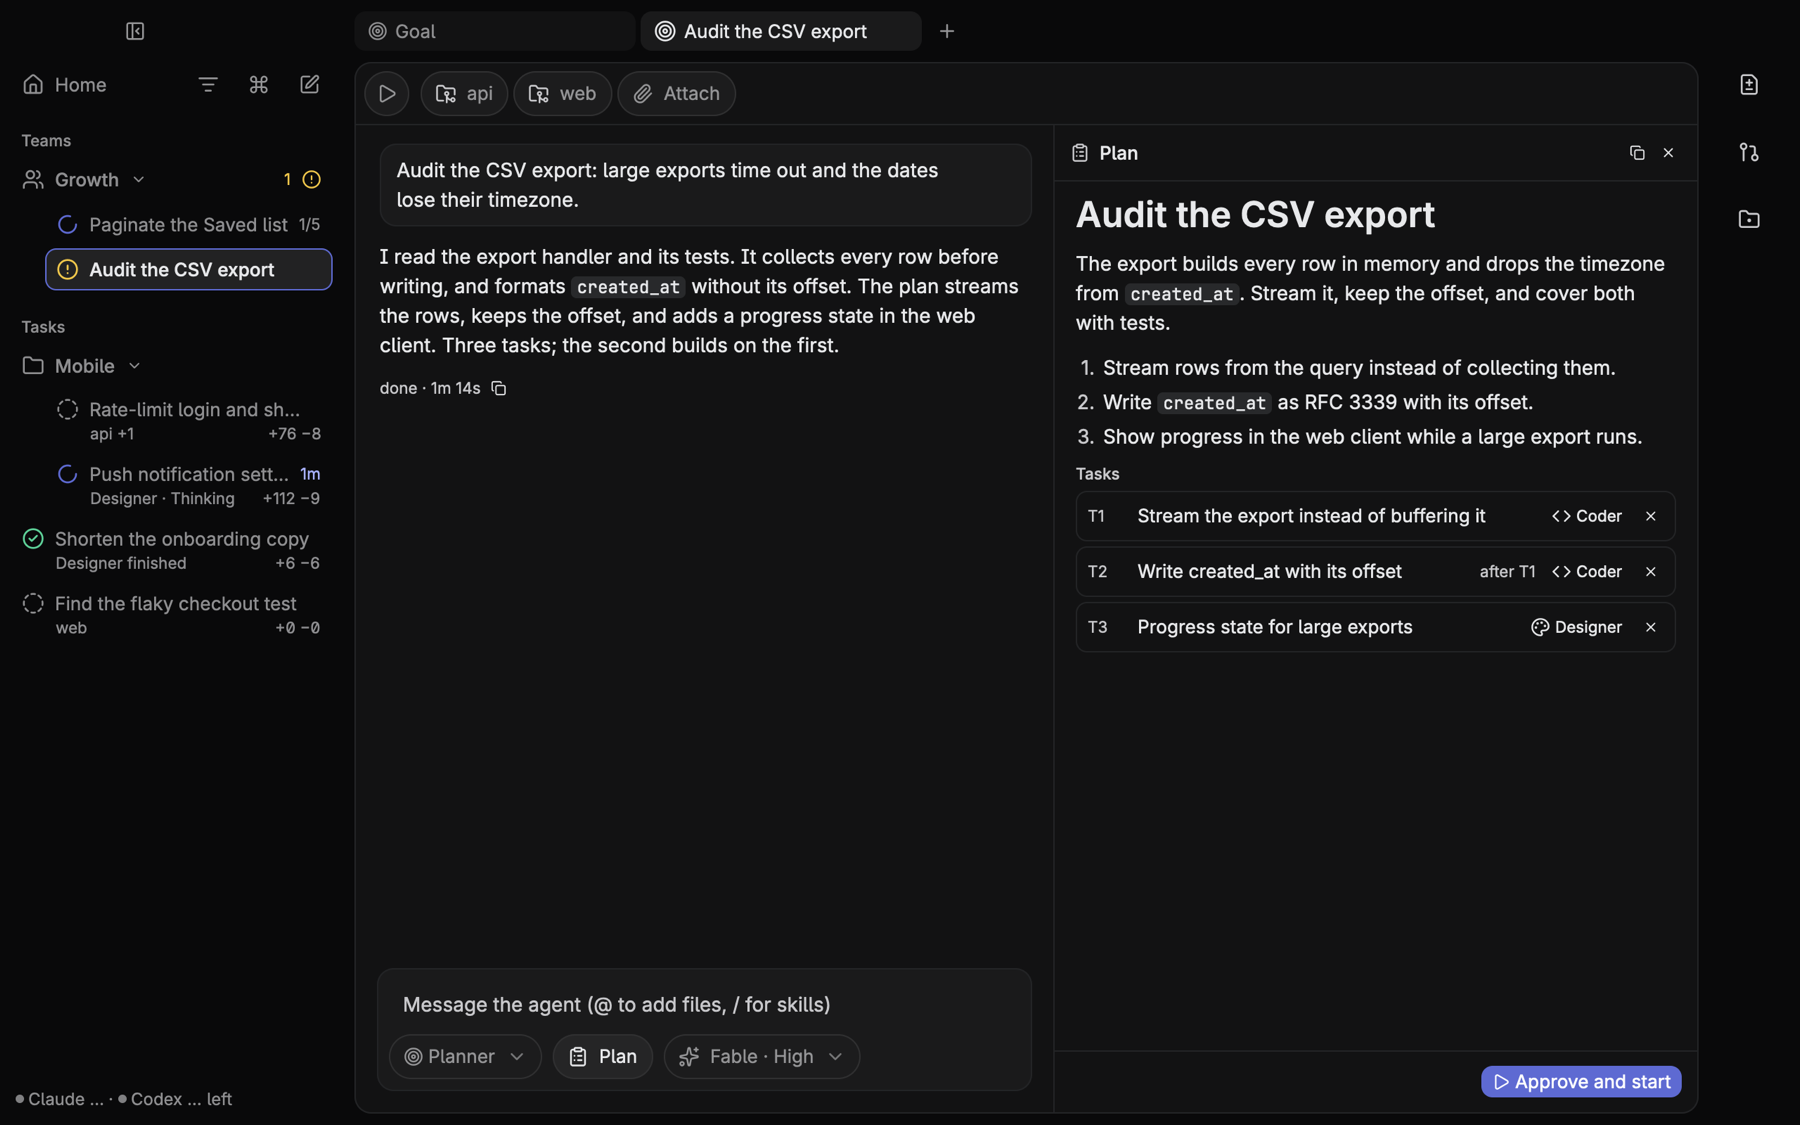 Goal
Audit the CSV export
Home
Teams
Growth
1
Paginate the Saved list 1/5
Audit the CSV export
Tasks
Mobile
Rate-limit login and sh...
api +1 +76 −8
Push notification sett... 1m
Designer · Thinking +112 −9
Shorten the onboarding copy
Designer finished +6 −6
Find the flaky checkout test
web +0 −0
Claude ... · Codex ... left
api
web
Attach
Audit the CSV export: large exports time out and the dates
lose their timezone.
I read the export handler and its tests. It collects every row before
writing, and formats created_at without its offset. The plan streams
the rows, keeps the offset, and adds a progress state in the web
client. Three tasks; the second builds on the first.
done · 1m 14s
Message the agent (@ to add files, / for skills)
Planner
Plan
Fable · High
Plan
Audit the CSV export
The export builds every row in memory and drops the timezone
from created_at. Stream it, keep the offset, and cover both
with tests.
1. Stream rows from the query instead of collecting them.
2. Write created_at as RFC 3339 with its offset.
3. Show progress in the web client while a large export runs.
Tasks
T1 Stream the export instead of buffering it Coder
T2 Write created_at with its offset after T1 Coder
T3 Progress state for large exports Designer
Approve and start